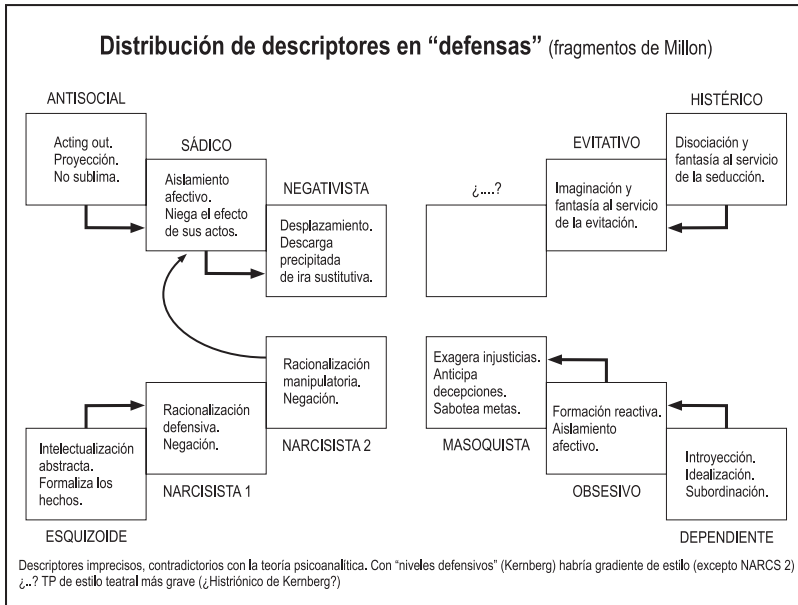 Distribución de descriptores en “defensas” (fragmentos de Millon)
ANTISOCIAL
Acting out.
Proyección.
No sublima.
SÁDICO
Aislamiento
afectivo.
Niega el efecto
de sus actos.
NEGATIVISTA
Desplazamiento.
Descarga
precipitada
de ira sustitutiva.
¿....?
EVITATIVO
Imaginación y
fantasía al servicio
de la evitación.
HISTÉRICO
Disociación y
fantasía al servicio
de la seducción.
Intelectualización
abstracta.
Formaliza los
hechos.
ESQUIZOIDE
Racionalización
defensiva.
Negación.
NARCISISTA 1
Racionalización
manipulatoria.
Negación.
NARCISISTA 2
Exagera injusticias.
Anticipa
decepciones.
Sabotea metas.
MASOQUISTA
Formación reactiva.
Aislamiento
afectivo.
OBSESIVO
Introyección.
Idealización.
Subordinación.
DEPENDIENTE
Descriptores imprecisos, contradictorios con la teoría psicoanalítica. Con “niveles defensivos” (Kernberg) habría gradiente de estilo (excepto NARCS 2)
¿..? TP de estilo teatral más grave (¿Histriónico de Kernberg?)